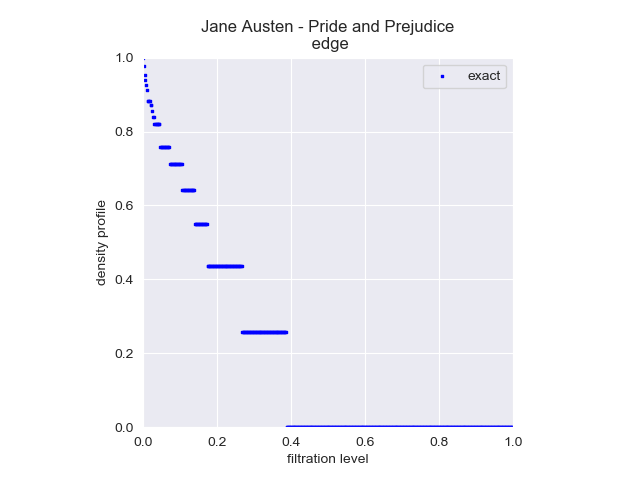 Jane Austen - Pride and Prejudice
edge
exact
1.0
0.8
0.6
0.4
0.2
0.0
density profile
0.0 0.2 0.4 0.6 0.8 1.0
filtration level